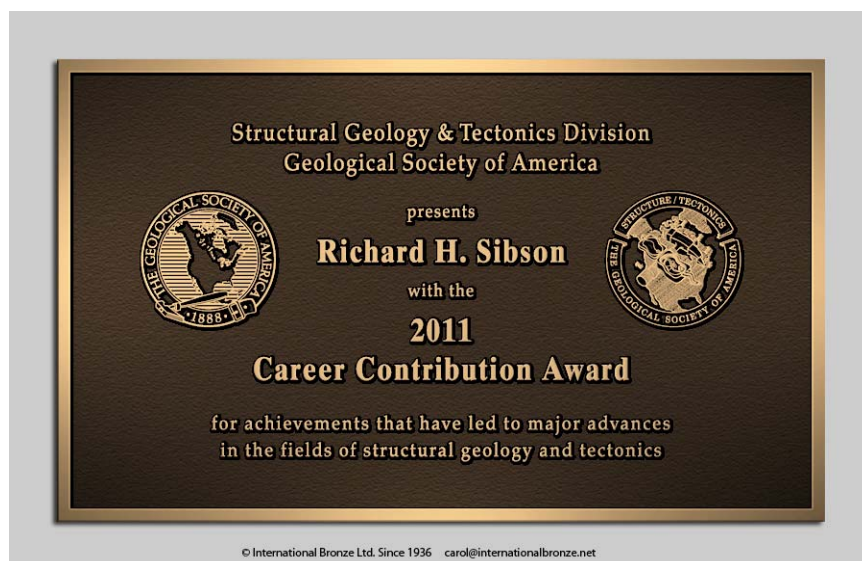 Structural Geology & Tectonics Division
Geological Society of America
presents
Richard H. Sibson
with the
2011
Career Contribution Award
for achievements that have led to major advances
in the fields of structural geology and tectonics
THE GEOLOGICAL SOCIETY OF AMERICA
·1888·
STRUCTURE / TECTONICS
THE GEOLOGICAL SOCIETY OF AMERICA
© International Bronze Ltd. Since 1936 carol@internationalbronze.net